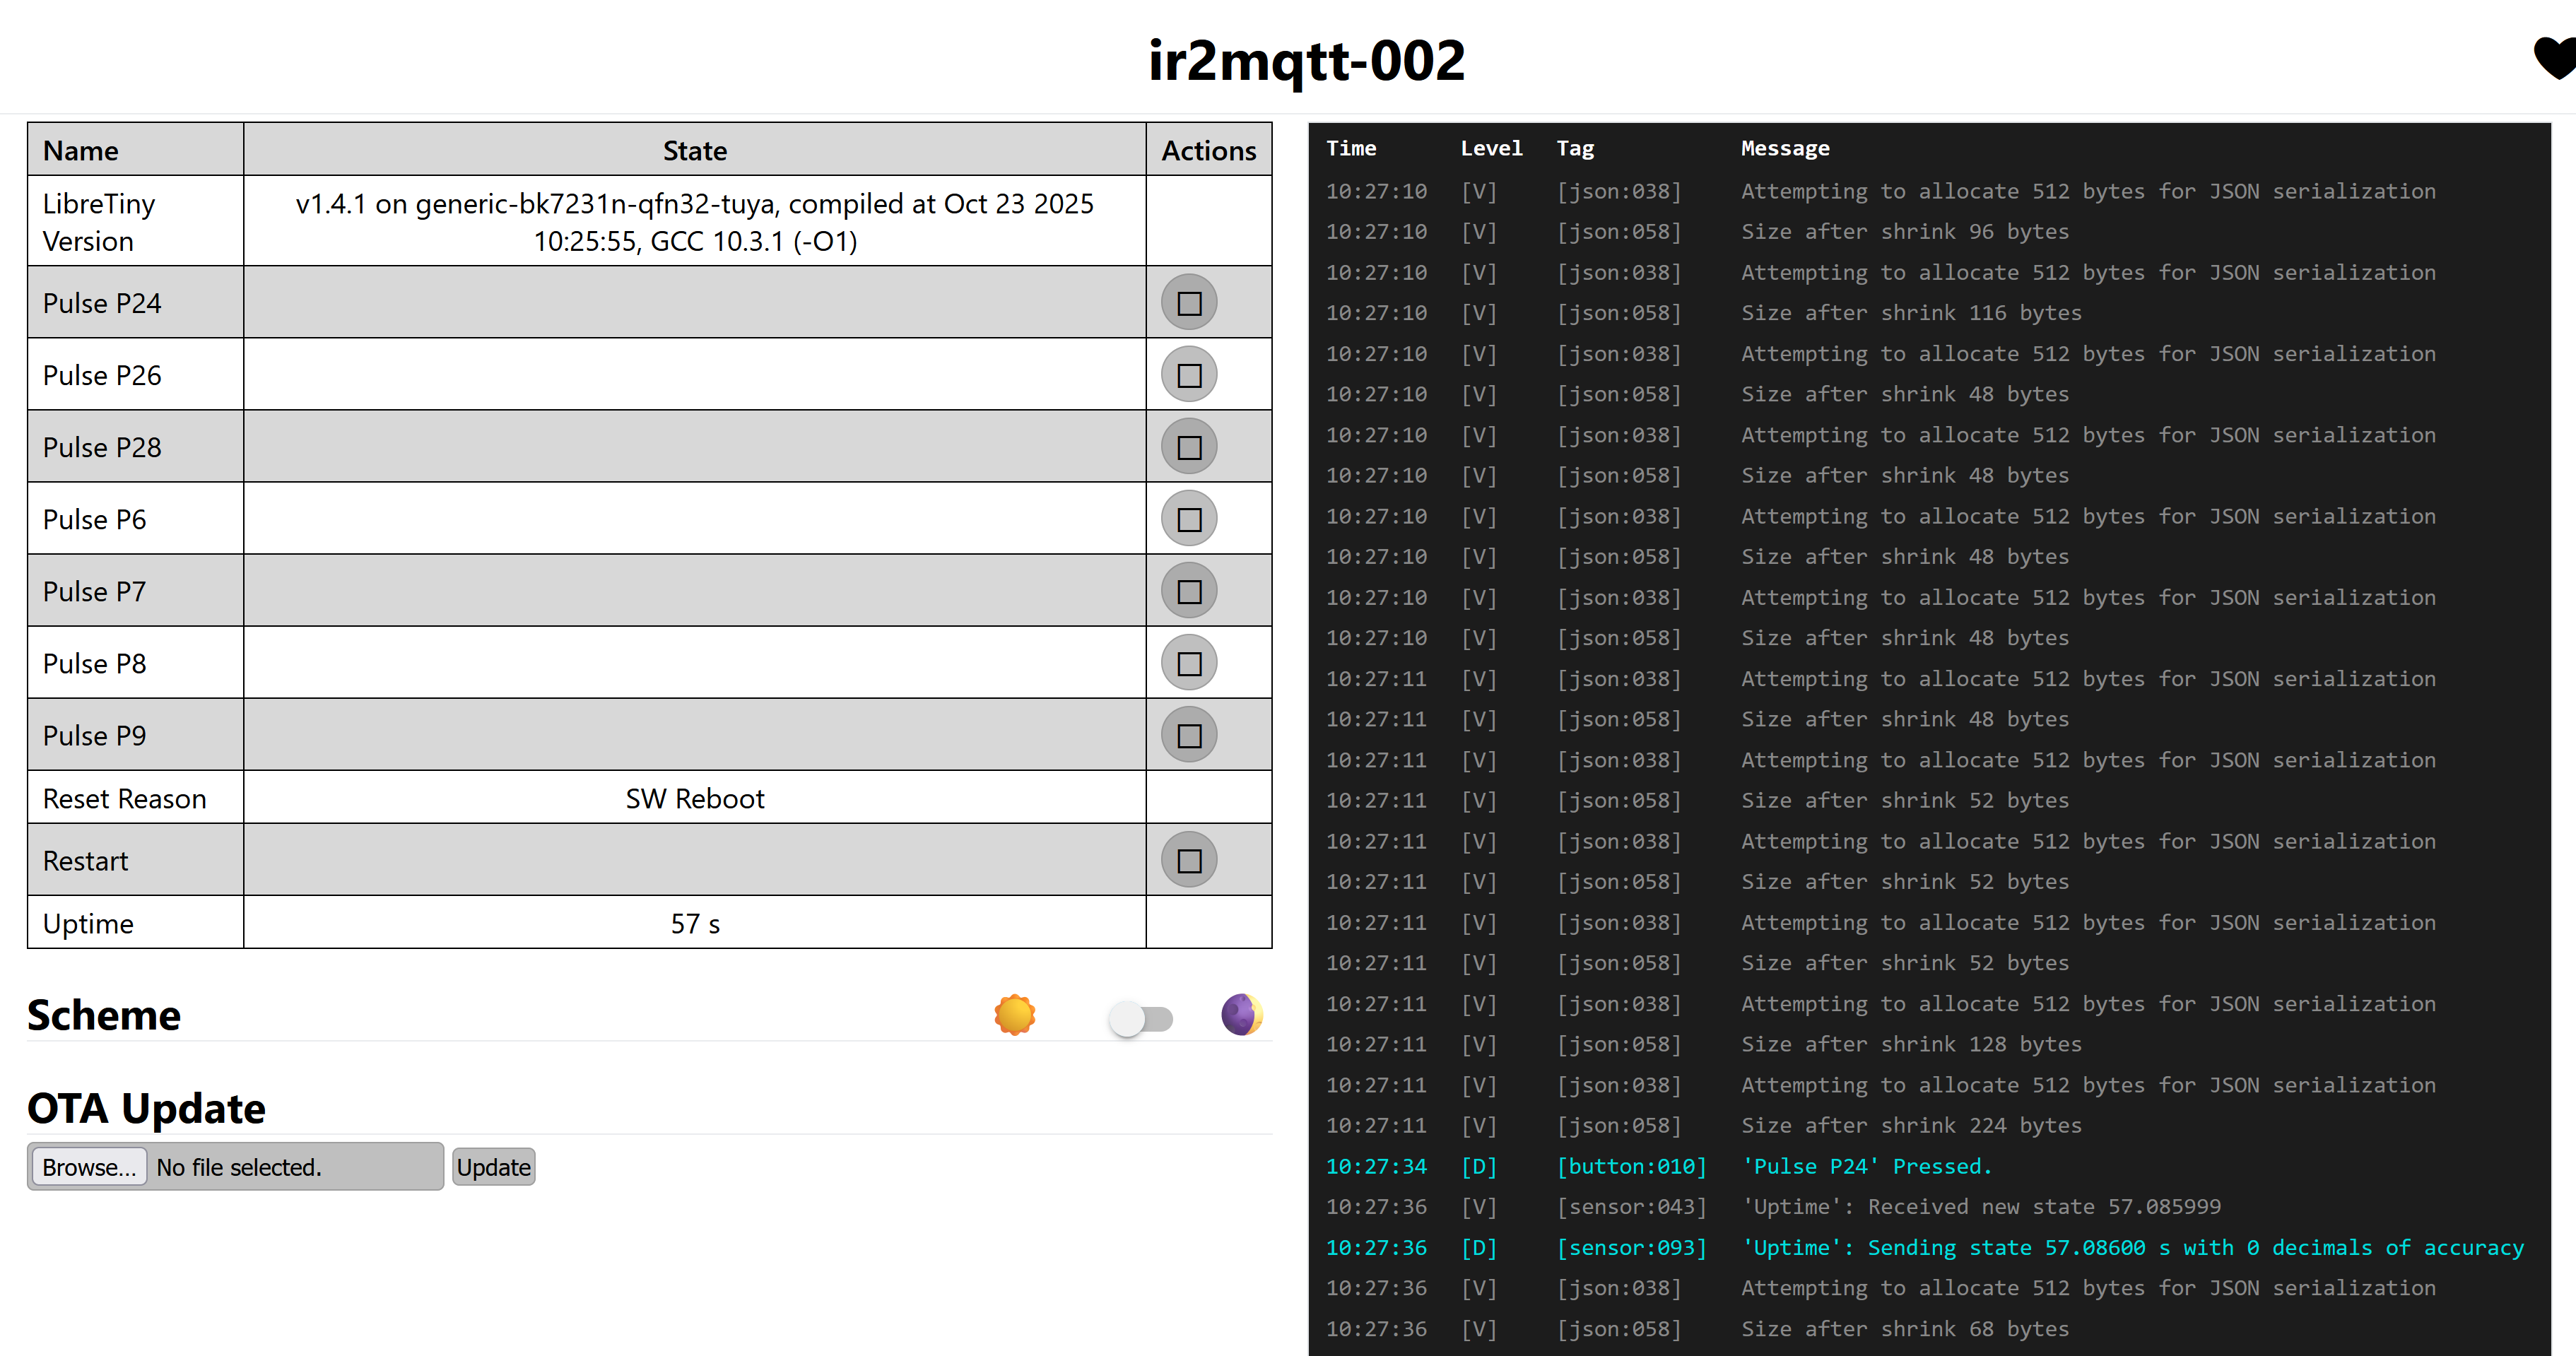 ir2mqtt-002
Name State Actions
LibreTiny Version v1.4.1 on generic-bk7231n-qfn32-tuya, compiled at Oct 23 2025
10:25:55, GCC 10.3.1 (-O1)
Pulse P24
Pulse P26
Pulse P28
Pulse P6
Pulse P7
Pulse P8
Pulse P9
Reset Reason SW Reboot
Restart
Uptime 57 s
Scheme
OTA Update
Browse... No file selected. Update
Time Level Tag Message
10:27:10 [V] [json:038] Attempting to allocate 512 bytes for JSON serialization
10:27:10 [V] [json:058] Size after shrink 96 bytes
10:27:10 [V] [json:038] Attempting to allocate 512 bytes for JSON serialization
10:27:10 [V] [json:058] Size after shrink 116 bytes
10:27:10 [V] [json:038] Attempting to allocate 512 bytes for JSON serialization
10:27:10 [V] [json:058] Size after shrink 48 bytes
10:27:10 [V] [json:038] Attempting to allocate 512 bytes for JSON serialization
10:27:10 [V] [json:058] Size after shrink 48 bytes
10:27:10 [V] [json:038] Attempting to allocate 512 bytes for JSON serialization
10:27:10 [V] [json:058] Size after shrink 48 bytes
10:27:10 [V] [json:038] Attempting to allocate 512 bytes for JSON serialization
10:27:10 [V] [json:058] Size after shrink 48 bytes
10:27:11 [V] [json:038] Attempting to allocate 512 bytes for JSON serialization
10:27:11 [V] [json:058] Size after shrink 48 bytes
10:27:11 [V] [json:038] Attempting to allocate 512 bytes for JSON serialization
10:27:11 [V] [json:058] Size after shrink 52 bytes
10:27:11 [V] [json:038] Attempting to allocate 512 bytes for JSON serialization
10:27:11 [V] [json:058] Size after shrink 52 bytes
10:27:11 [V] [json:038] Attempting to allocate 512 bytes for JSON serialization
10:27:11 [V] [json:058] Size after shrink 52 bytes
10:27:11 [V] [json:038] Attempting to allocate 512 bytes for JSON serialization
10:27:11 [V] [json:058] Size after shrink 128 bytes
10:27:11 [V] [json:038] Attempting to allocate 512 bytes for JSON serialization
10:27:11 [V] [json:058] Size after shrink 224 bytes
10:27:34 [D] [button:010] 'Pulse P24' Pressed.
10:27:36 [V] [sensor:043] 'Uptime': Received new state 57.085999
10:27:36 [D] [sensor:093] 'Uptime': Sending state 57.08600 s with 0 decimals of accuracy
10:27:36 [V] [json:038] Attempting to allocate 512 bytes for JSON serialization
10:27:36 [V] [json:058] Size after shrink 68 bytes